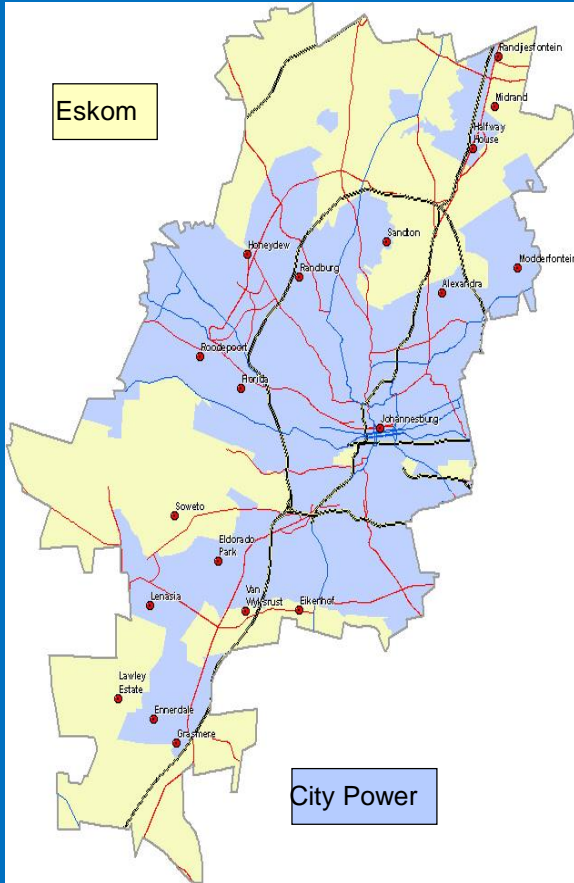 Randjiesfontein
Eskom
Midrand
Halfway
House
Sandton
Honeydew
Modderfontein
Randburg
Alexandra
Roodepoort
Florida
Johannesburg
Soweto
Eldorado
Park
Van
Wyksrust
Lenasia
Eikenhof
Lawley
Estate
Ennerdale
Grasmere
City Power